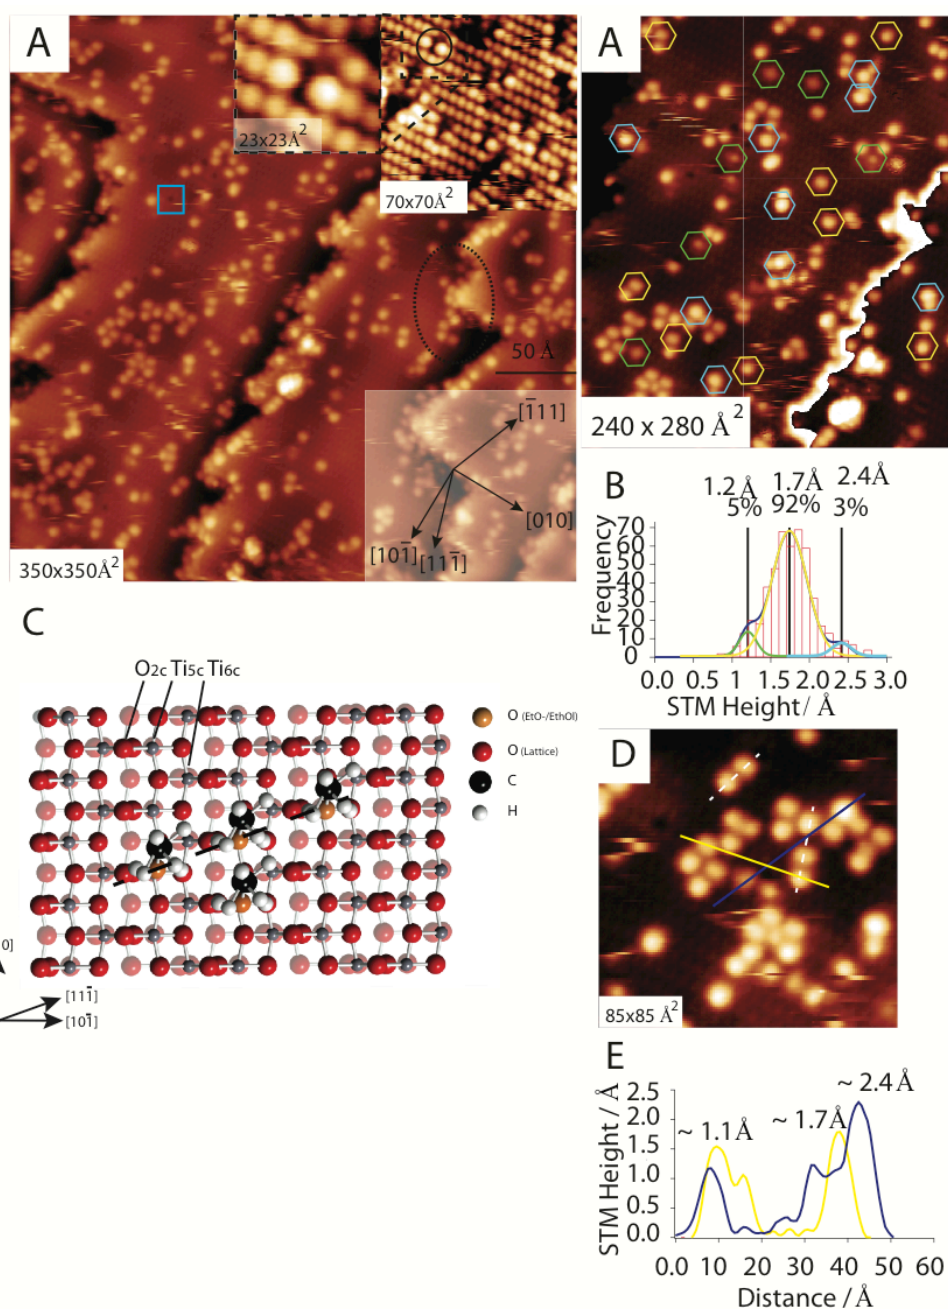 A
23x23Å²
70x70Å²
50 Å
[1̄11]
[010]
[101̄]
[111̄]
350x350Å²
A
240 x 280 Å²
B
1.2 Å
5%
1.7Å
92%
2.4Å
3%
Frequency
70
60
50
40
30
20
10
0
0.0 0.5 1.0 1.5 2.0 2.5 3.0
STM Height / Å
C
O2c Ti5c Ti6c
O (EtO-/EthOl)
O (Lattice)
C
H
0]
[111̄]
[101̄]
D
85x85 Å²
E
~ 1.1Å
~ 1.7Å
~ 2.4Å
STM Height / Å
2.5
2.0
1.5
1.0
0.5
0.0
0 10 20 30 40 50 60
Distance / Å